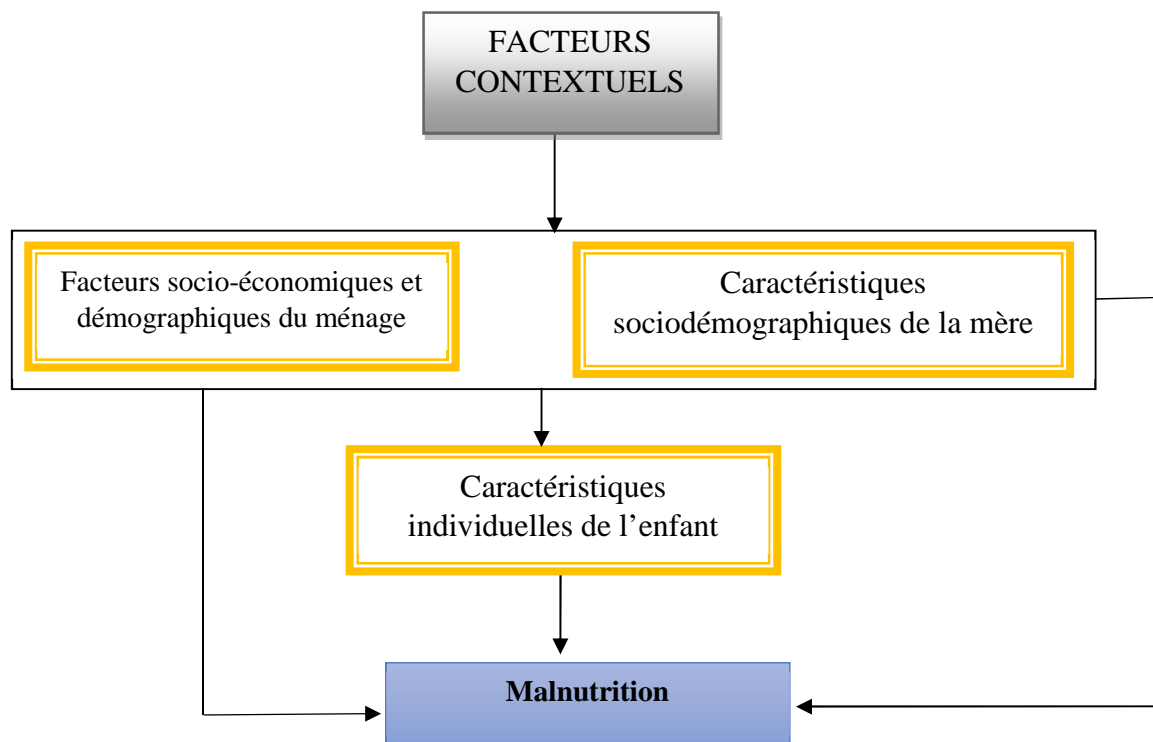 FACTEURS
CONTEXTUELS
Facteurs socio-économiques et
démographiques du ménage
Caractéristiques
sociodémographiques de la mère
Caractéristiques
individuelles de l’enfant
Malnutrition